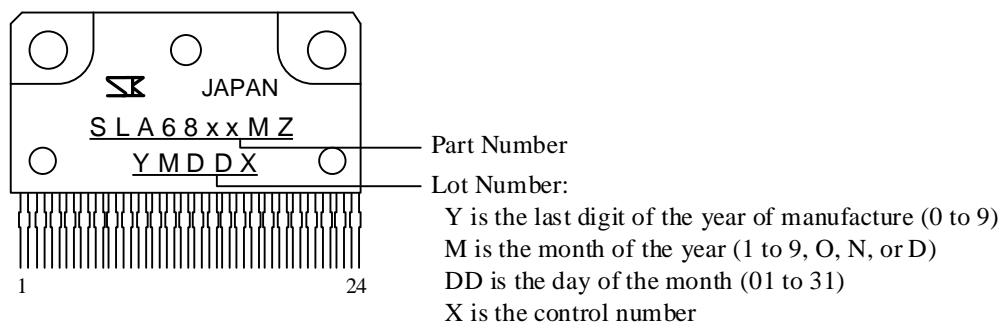 JAPAN
SLA68xxMZ
YMDDX
Part Number
Lot Number:
Y is the last digit of the year of manufacture (0 to 9)
M is the month of the year (1 to 9, O, N, or D)
DD is the day of the month (01 to 31)
X is the control number
1 24